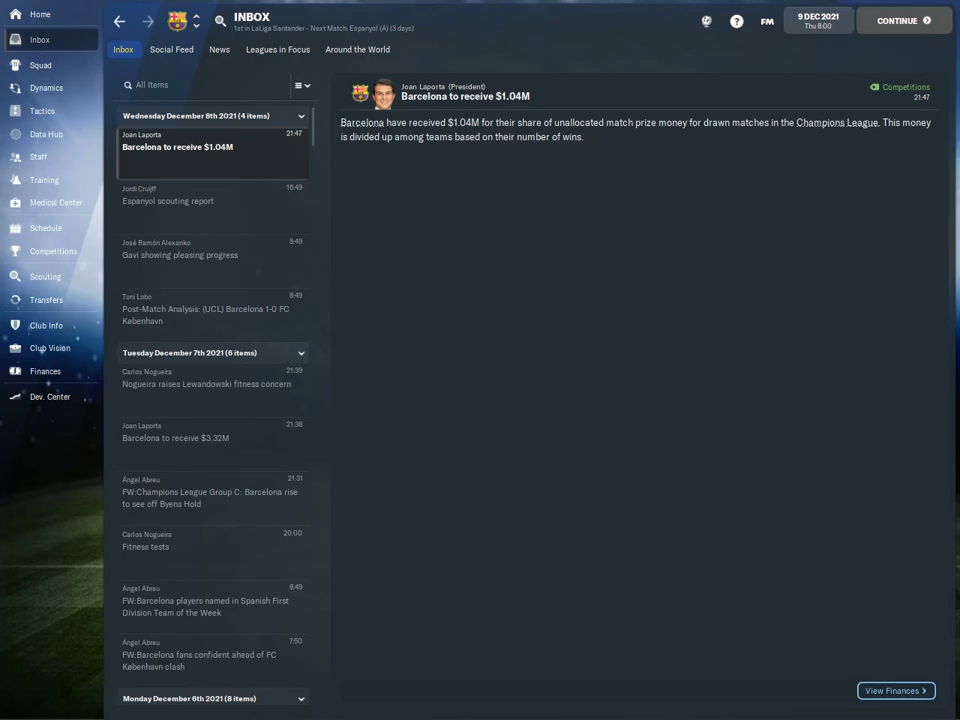 Home
Inbox
Squad
Dynamics
Tactics
Data Hub
Staff
Training
Medical Center
Schedule
Competitions
Scouting
Transfers
Club Info
Club Vision
Finances
Dev. Center
INBOX
1st in LaLiga Santander - Next Match: Espanyol (A) (3 days)
FM
9 DEC 2021
Thu 8:00
CONTINUE
Inbox
Social Feed
News
Leagues in Focus
Around the World
All Items
Wednesday December 8th 2021 (4 items)
Joan Laporta
21:47
Barcelona to receive $1.04M
Jordi Cruijff
16:49
Espanyol scouting report
José Ramón Alexanko
8:49
Gavi showing pleasing progress
Toni Lobo
8:49
Post-Match Analysis: (UCL) Barcelona 1-0 FC
København
Tuesday December 7th 2021 (6 items)
Carlos Nogueira
21:39
Nogueira raises Lewandowski fitness concern
Joan Laporta
21:38
Barcelona to receive $3.32M
Ángel Abreu
21:31
FW:Champions League Group C: Barcelona rise
to see off Byens Hold
Carlos Nogueira
20:00
Fitness tests
Ángel Abreu
8:49
FW:Barcelona players named in Spanish First
Division Team of the Week
Ángel Abreu
7:50
FW:Barcelona fans confident ahead of FC
København clash
Monday December 6th 2021 (8 items)
Joan Laporta (President)
Barcelona to receive $1.04M
Competitions
21:47
Barcelona have received $1.04M for their share of unallocated match prize money for drawn matches in the Champions League. This money
is divided up among teams based on their number of wins.
View Finances